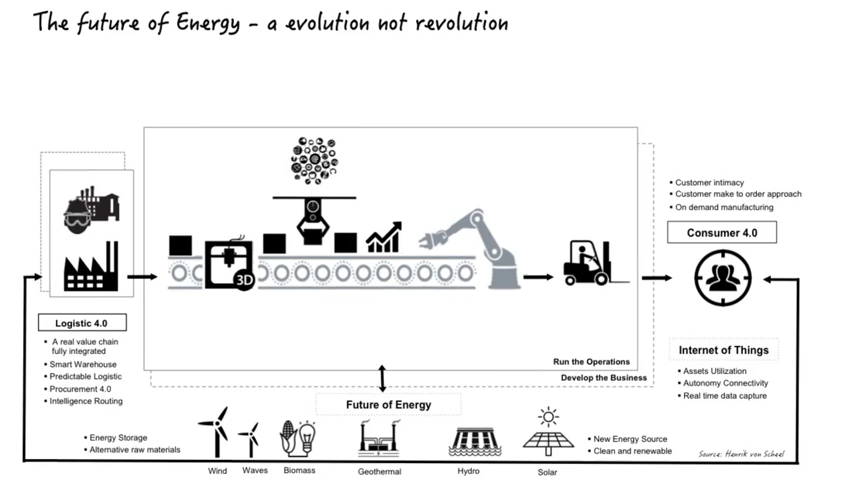 The future of Energy - a evolution not revolution
▪ Customer intimacy
▪ Customer make to order approach
▪ On demand manufacturing
Consumer 4.0
3D
Logistic 4.0
▪ A real value chain
fully integrated
▪ Smart Warehouse
▪ Predictable Logistic
▪ Procurement 4.0
▪ Intelligence Routing
Run the Operations
Develop the Business
Internet of Things
▪ Assets Utilization
▪ Autonomy Connectivity
▪ Real time data capture
Future of Energy
▪ Energy Storage
▪ Alternative raw materials
▪ New Energy Source
▪ Clean and renewable
Source: Henrik von Scheel
Wind Waves Biomass Geothermal Hydro Solar